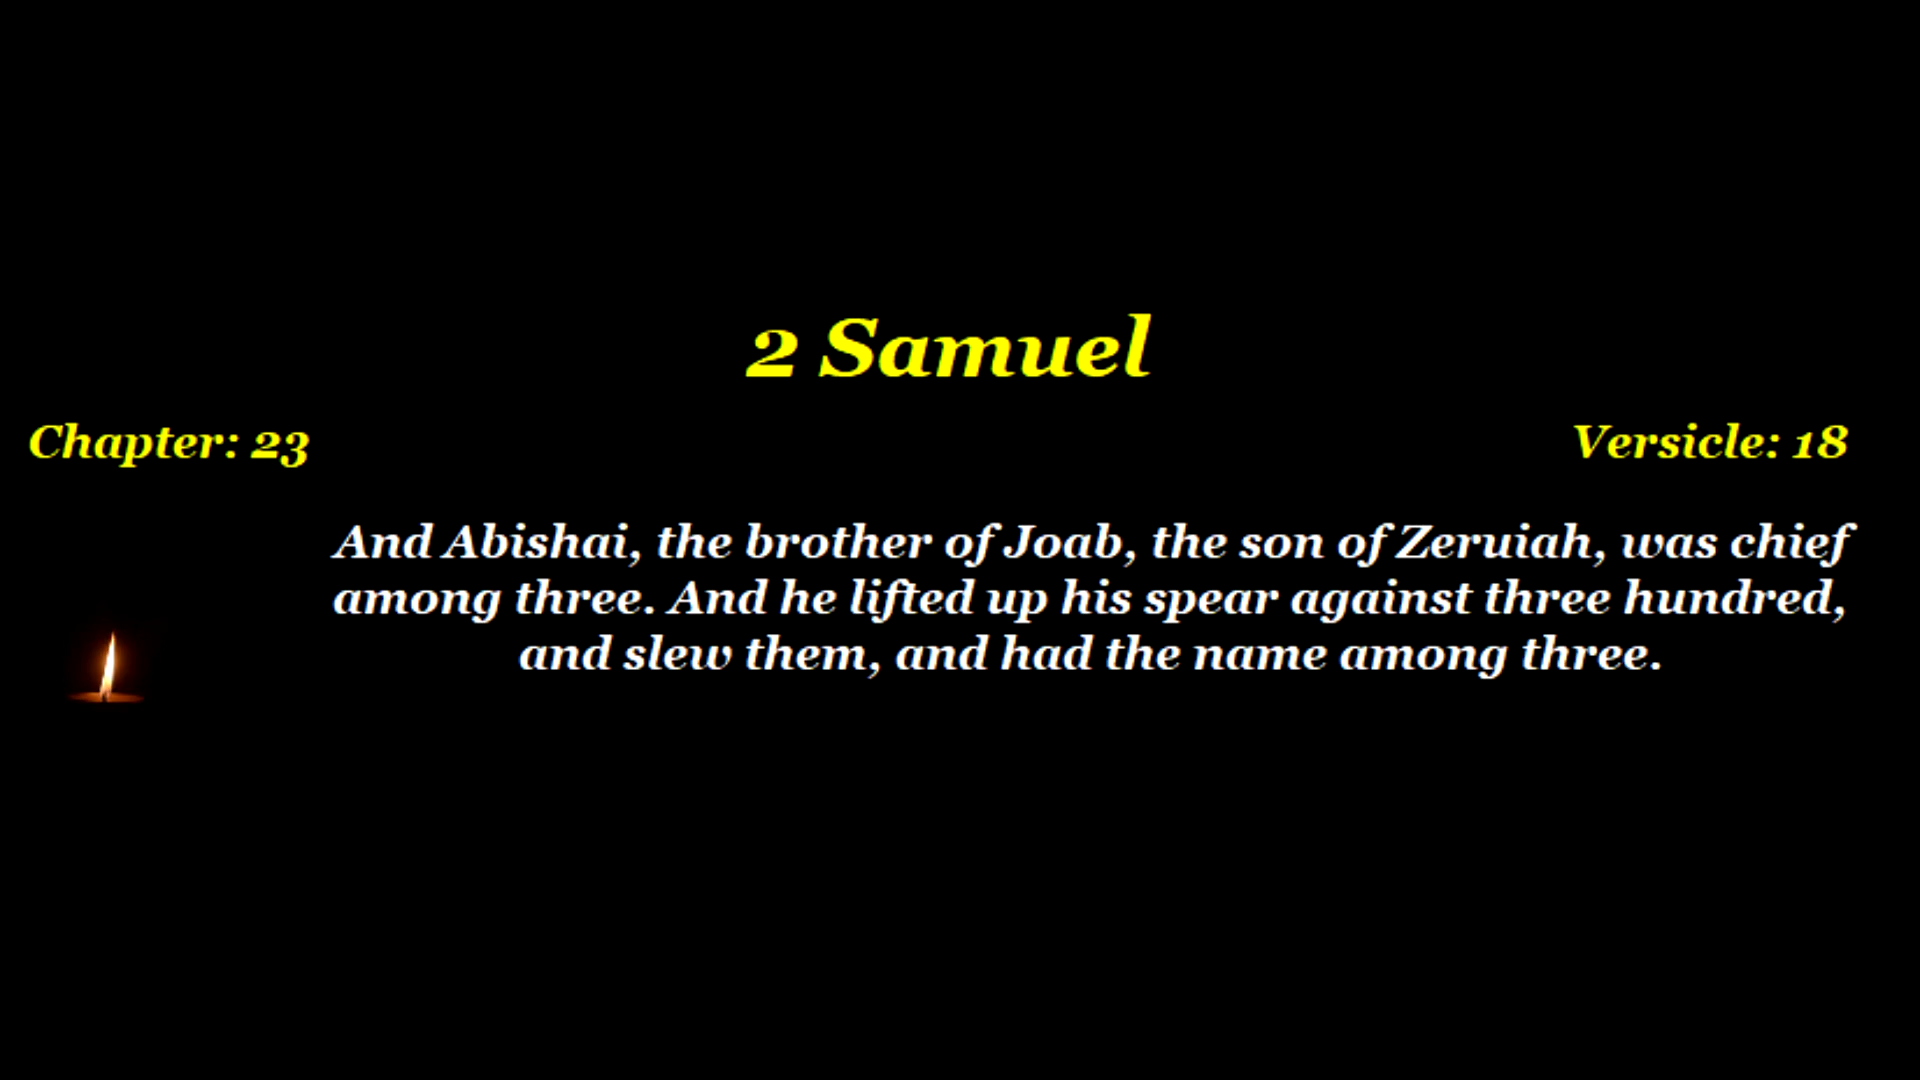 2 Samuel
Chapter: 23
Versicle: 18
And Abishai, the brother of Joab, the son of Zeruiah, was chief
among three. And he lifted up his spear against three hundred,
and slew them, and had the name among three.